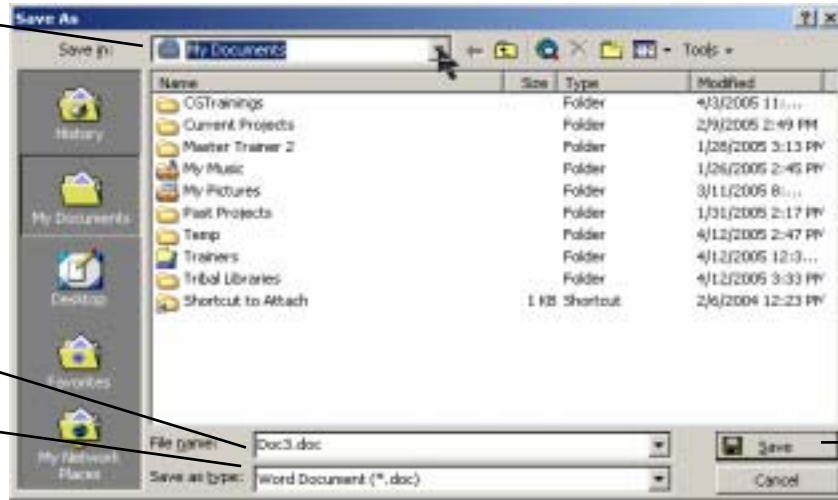 Save As
Save in: My Documents Tools
Name Size Type Modified
CGTrainings Folder 4/3/2005 11:...
Current Projects Folder 2/9/2005 2:49 PM
Master Trainer 2 Folder 1/28/2005 3:13 PM
My Music Folder 1/26/2005 2:45 PM
My Pictures Folder 3/11/2005 8:...
Past Projects Folder 1/31/2005 2:17 PM
Temp Folder 4/12/2005 2:47 PM
Trainers Folder 4/12/2005 12:3...
Tribal Libraries Folder 4/12/2005 3:33 PM
Shortcut to Attach 1 KB Shortcut 2/6/2004 12:23 PM
History
My Documents
Desktop
Favorites
My Network
Places
File name: Doc3.doc Save
Save as type: Word Document (*.doc) Cancel